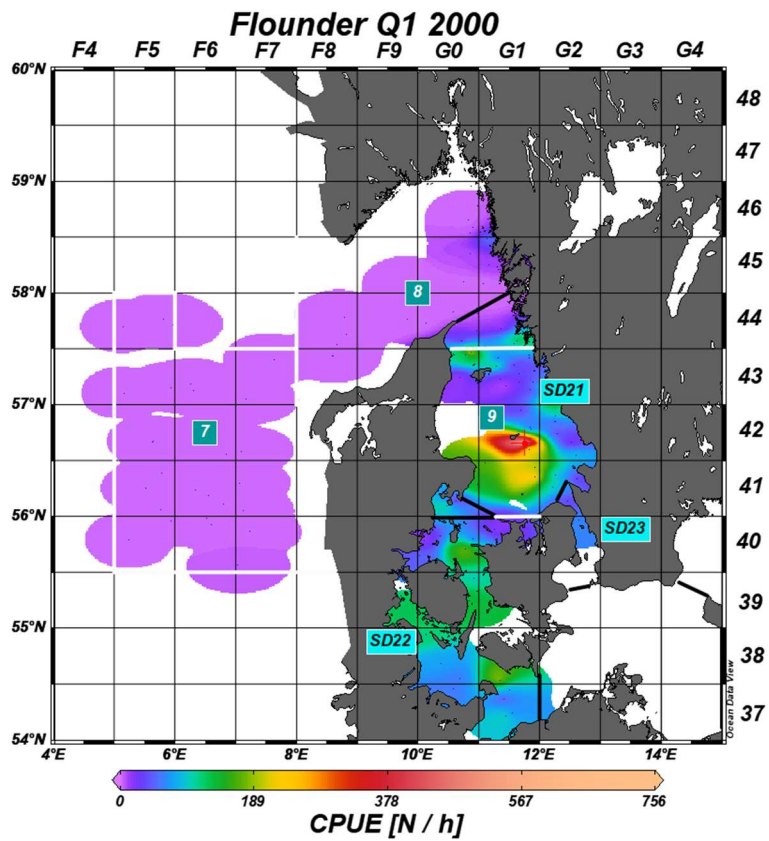 Flounder Q1 2000
F4 F5 F6 F7 F8 F9 G0 G1 G2 G3 G4
60°N
48
47
59°N
46
45
8
58°N
44
43
SD21
57°N
9
42
7
41
56°N
SD23
40
39
55°N
SD22
38
37
Ocean Data View
54°N
4°E 6°E 8°E 10°E 12°E 14°E
0 189 378 567 756
CPUE [N / h]